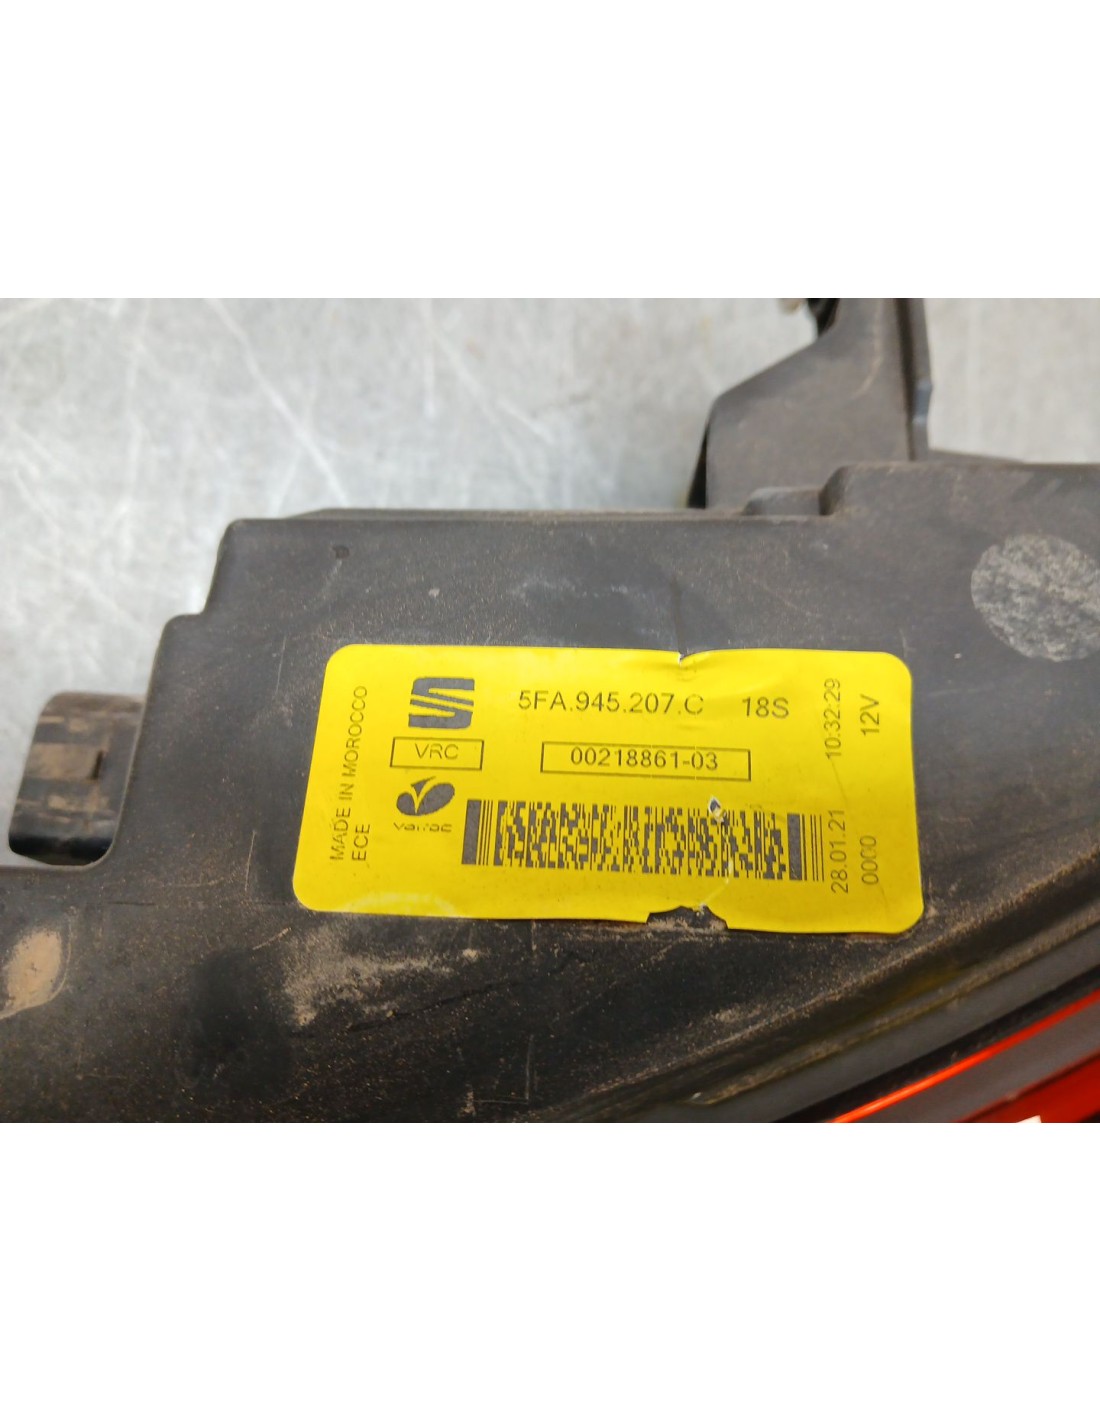 5FA.945.207.C 18S
VRC
00218861-03
MADE IN MOROCCO
ECE
28.01.21 10:32:29
0000 12V